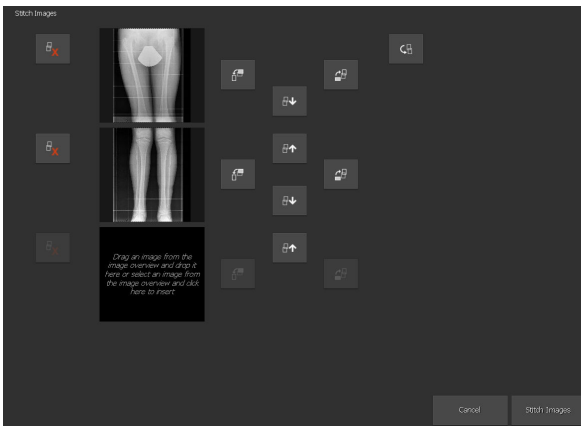 Stitch Images
Drag an image from the
image overview and drop it
here or select an image from
the image overview and click
here to insert
Cancel
Stitch Images